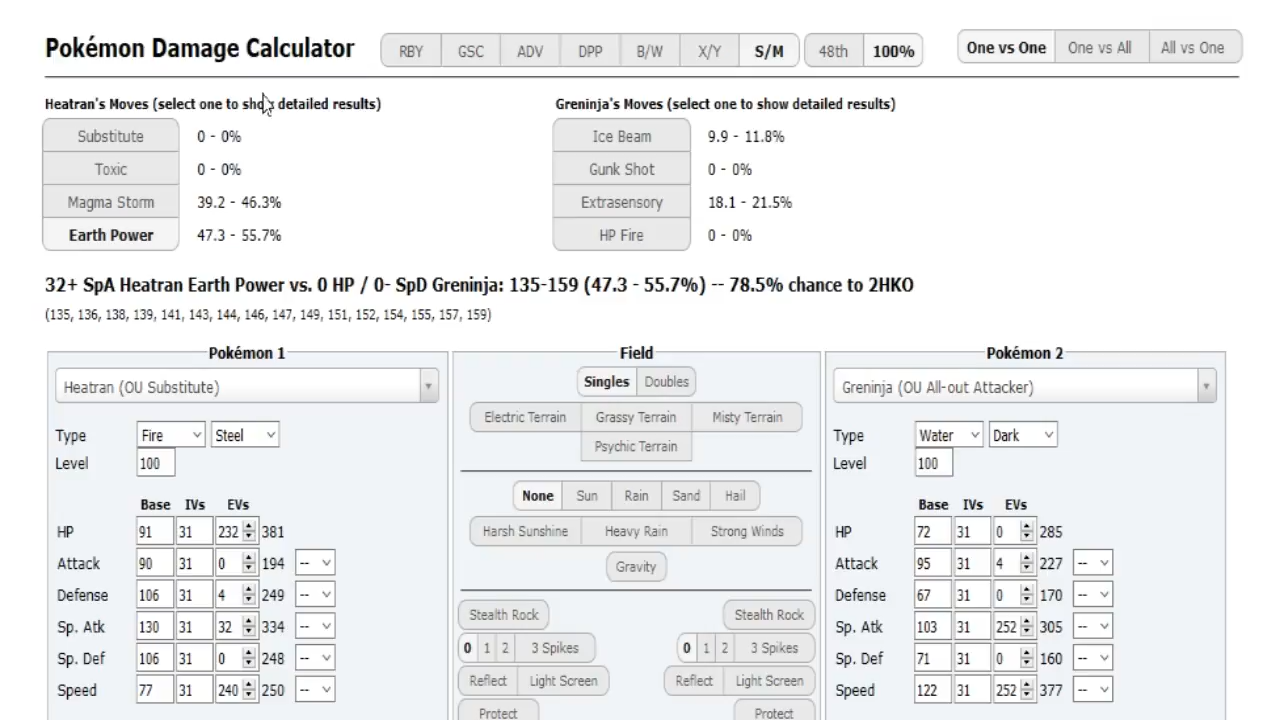 Pokémon Damage Calculator RBY GSC ADV DPP B/W X/Y S/M 48th 100% One vs One One vs All All vs One
Heatran's Moves (select one to show detailed results) Greninja's Moves (select one to show detailed results)
Substitute 0 - 0% Ice Beam 9.9 - 11.8%
Toxic 0 - 0% Gunk Shot 0 - 0%
Magma Storm 39.2 - 46.3% Extrasensory 18.1 - 21.5%
Earth Power 47.3 - 55.7% HP Fire 0 - 0%
32+ SpA Heatran Earth Power vs. 0 HP / 0- SpD Greninja: 135-159 (47.3 - 55.7%) -- 78.5% chance to 2HKO
(135, 136, 138, 139, 141, 143, 144, 146, 147, 149, 151, 152, 154, 155, 157, 159)
Pokémon 1 Field Pokémon 2
Heatran (OU Substitute) Singles Doubles Greninja (OU All-out Attacker)
Electric Terrain Grassy Terrain Misty Terrain
Type Fire Steel Psychic Terrain Type Water Dark
Level 100 Level 100
None Sun Rain Sand Hail
Base IVs EVs Base IVs EVs
HP 91 31 232 381 Harsh Sunshine Heavy Rain Strong Winds HP 72 31 0 285
Attack 90 31 0 194 -- Gravity Attack 95 31 4 227 --
Defense 106 31 4 249 -- Defense 67 31 0 170 --
Stealth Rock Stealth Rock
Sp. Atk 130 31 32 334 -- Sp. Atk 103 31 252 305 --
Sp. Def 106 31 0 248 -- 0 1 2 3 Spikes 0 1 2 3 Spikes Sp. Def 71 31 0 160 --
Speed 77 31 240 250 -- Reflect Light Screen Reflect Light Screen Speed 122 31 252 377 --
Protect Protect